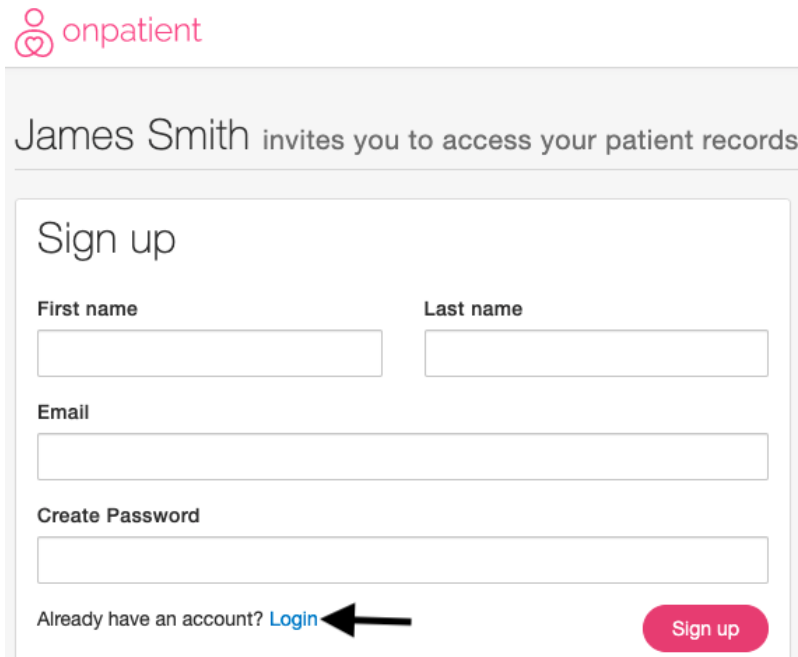 onpatient
James Smith invites you to access your patient records
Sign up
First name
Last name
Email
Create Password
Already have an account? Login
Sign up